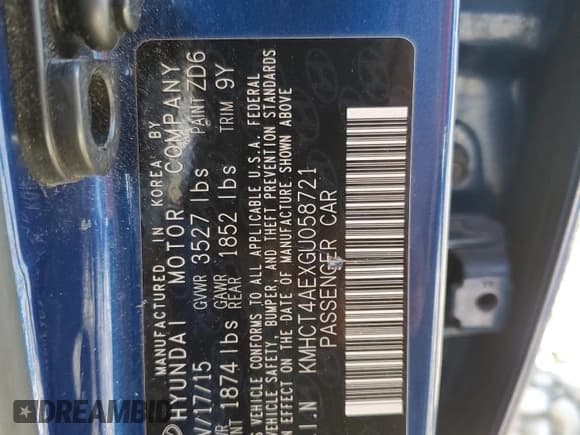 MANUFACTURED IN KOREA BY
HYUNDAI MOTOR COMPANY
/17/15 GVWR 3527 lbs PAINT ZD6
1874 lbs GAWR REAR 1852 lbs TRIM 9Y
VEHICLE CONFORMS TO ALL APPLICABLE U.S.A. FEDERAL
VEHICLE SAFETY, BUMPER, AND THEFT PREVENTION STANDARDS
THE DATE OF MANUFACTURE SHOWN ABOVE
I.N KMHCT4AEXGU058721
PASSENGER CAR
DREAMBID